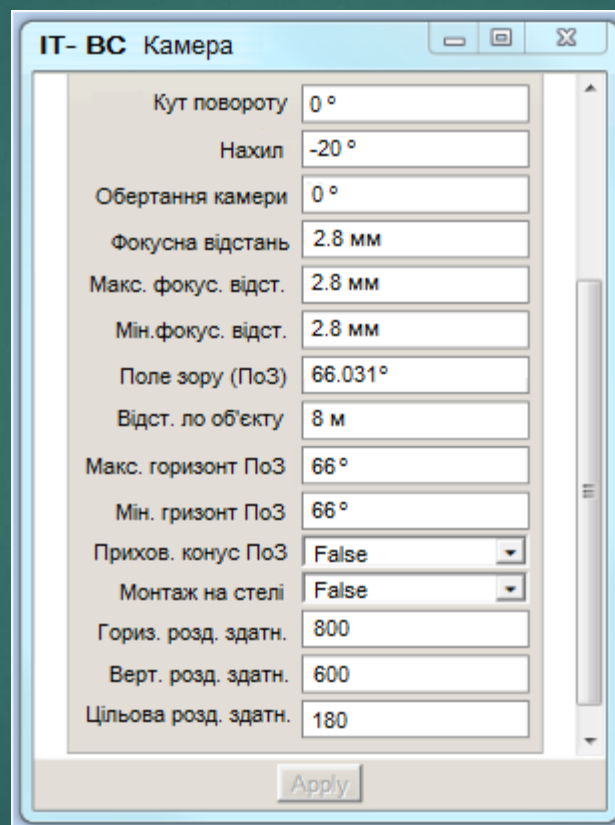 IT- ВС Камера
Кут повороту 0 º
Нахил -20 º
Обертання камери 0 º
Фокусна відстань 2.8 мм
Макс. фокус. відст. 2.8 мм
Мін.фокус. відст. 2.8 мм
Поле зору (ПоЗ) 66.031º
Відст. ло об'єкту 8 м
Макс. горизонт ПоЗ 66 º
Мін. гризонт ПоЗ 66 º
Прихов. конус ПоЗ False
Монтаж на стелі False
Гориз. розд. здатн. 800
Верт. розд. здатн. 600
Цільова розд. здатн. 180
Apply